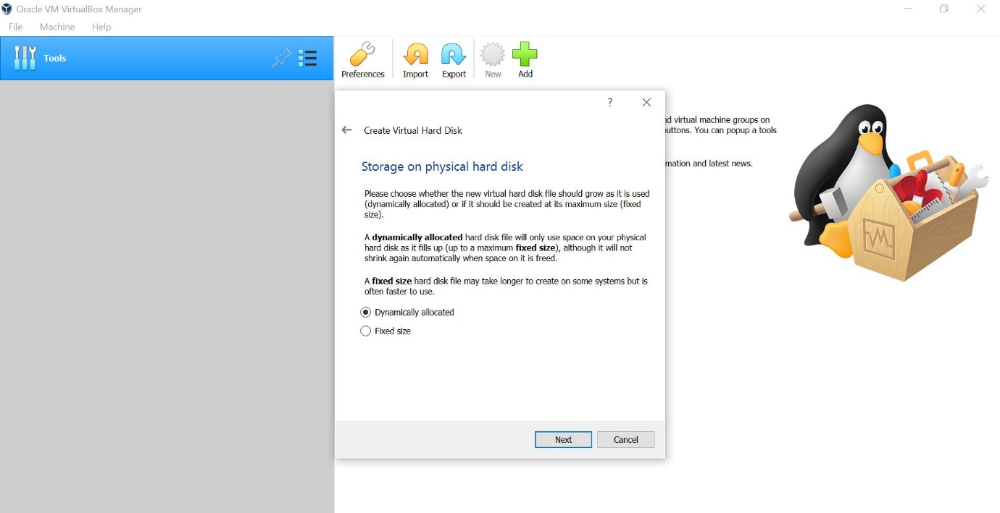 Oracle VM VirtualBox Manager
File Machine Help
Tools
Preferences Import Export New Add
?
Create Virtual Hard Disk
Storage on physical hard disk
Please choose whether the new virtual hard disk file should grow as it is used
(dynamically allocated) or if it should be created at its maximum size (fixed
size).
A dynamically allocated hard disk file will only use space on your physical
hard disk as it fills up (up to a maximum fixed size), although it will not
shrink again automatically when space on it is freed.
A fixed size hard disk file may take longer to create on some systems but is
often faster to use.
Dynamically allocated
Fixed size
Next Cancel
virtual machine groups on
You can popup a tools
and latest news.